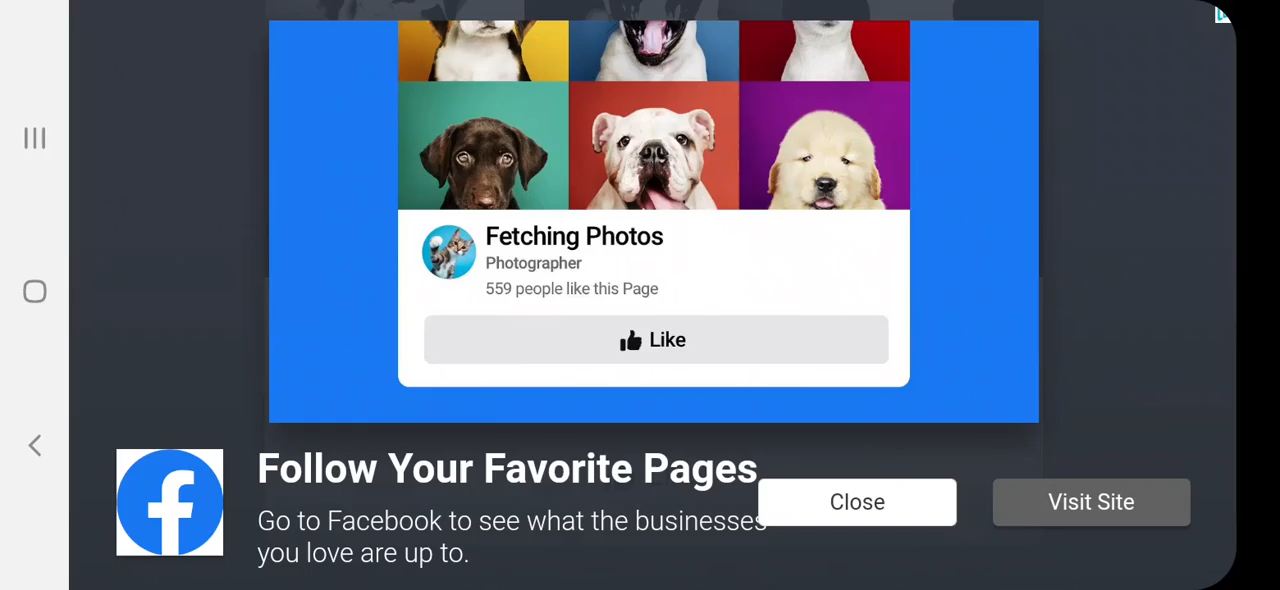 Fetching Photos
Photographer
559 people like this Page
Like
Follow Your Favorite Pages
Go to Facebook to see what the businesses
you love are up to.
Close
Visit Site